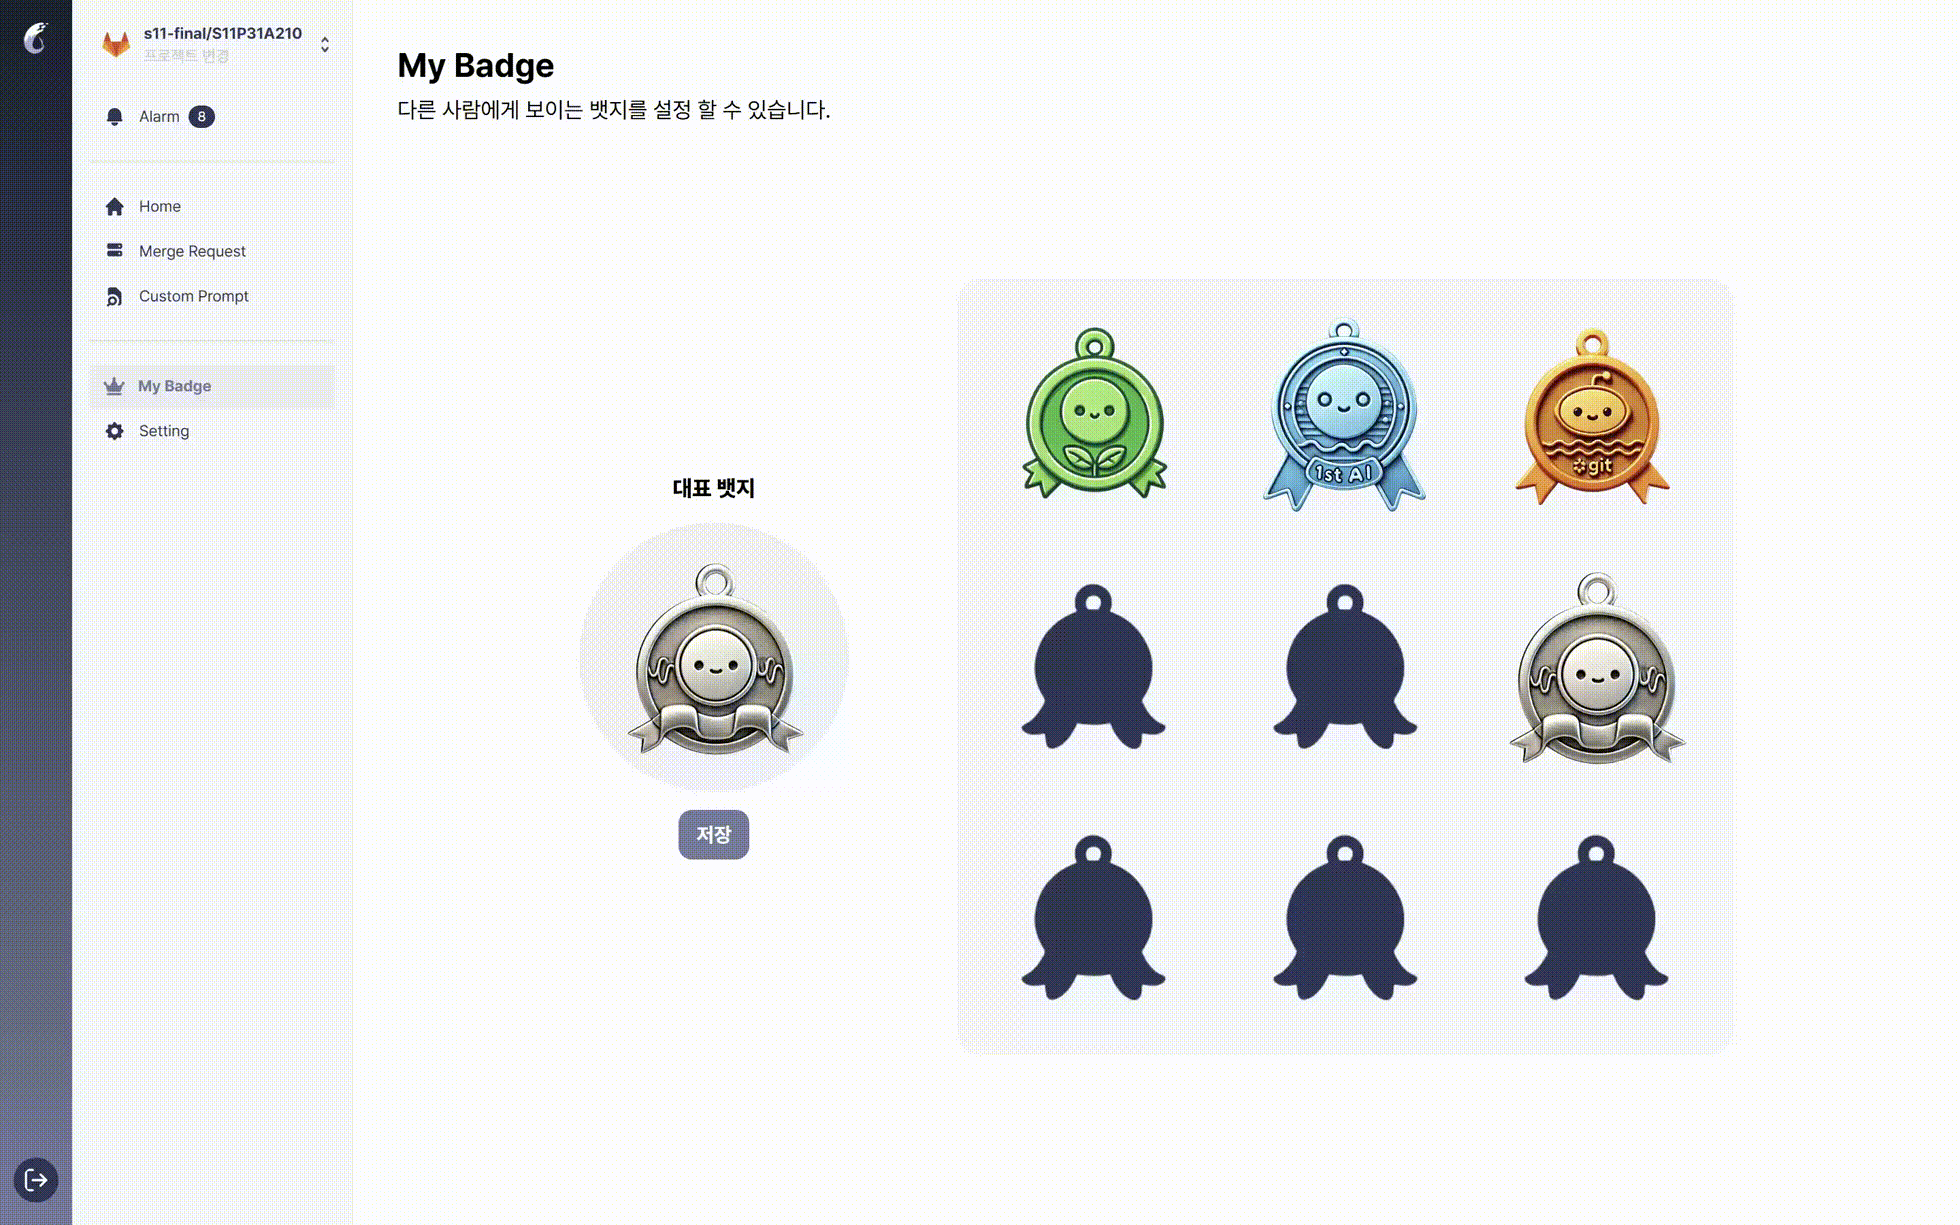 s11-final/S11P31A210
프로젝트 변경
Alarm 8
Home
Merge Request
Custom Prompt
My Badge
Setting
My Badge
다른 사람에게 보이는 뱃지를 설정 할 수 있습니다.
대표 뱃지
저장
1st AI
git